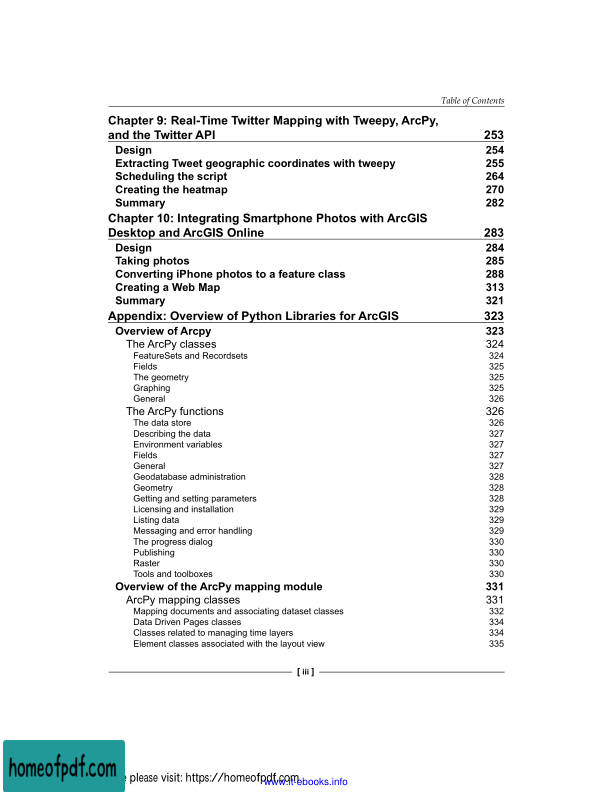 Table of Contents
Chapter 9: Real-Time Twitter Mapping with Tweepy, ArcPy,
and the Twitter API 253
Design 254
Extracting Tweet geographic coordinates with tweepy 255
Scheduling the script 264
Creating the heatmap 270
Summary 282
Chapter 10: Integrating Smartphone Photos with ArcGIS
Desktop and ArcGIS Online 283
Design 284
Taking photos 285
Converting iPhone photos to a feature class 288
Creating a Web Map 313
Summary 321
Appendix: Overview of Python Libraries for ArcGIS 323
Overview of Arcpy 323
The ArcPy classes 324
FeatureSets and Recordsets 324
Fields 325
The geometry 325
Graphing 325
General 326
The ArcPy functions 326
The data store 326
Describing the data 327
Environment variables 327
Fields 327
General 327
Geodatabase administration 328
Geometry 328
Getting and setting parameters 328
Licensing and installation 329
Listing data 329
Messaging and error handling 329
The progress dialog 330
Publishing 330
Raster 330
Tools and toolboxes 330
Overview of the ArcPy mapping module 331
ArcPy mapping classes 331
Mapping documents and associating dataset classes 332
Data Driven Pages classes 334
Classes related to managing time layers 334
Element classes associated with the layout view 335
[ iii ]
homeofpdf.com
please visit: https://homeofpdf.com
www.it-ebooks.info